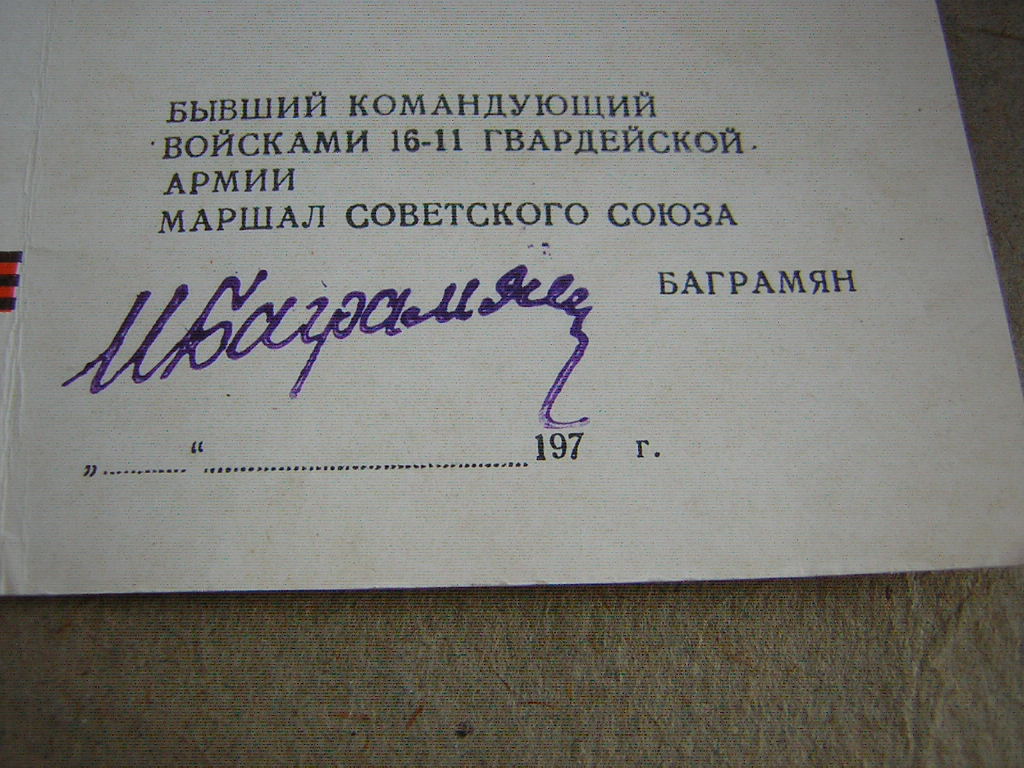 БЫВШИЙ КОМАНДУЮЩИЙ
ВОЙСКАМИ 16-11 ГВАРДЕЙСКОЙ
АРМИИ
МАРШАЛ СОВЕТСКОГО СОЮЗА
ИБаграмян БАГРАМЯН
„.........“ ................................................ 197 г.